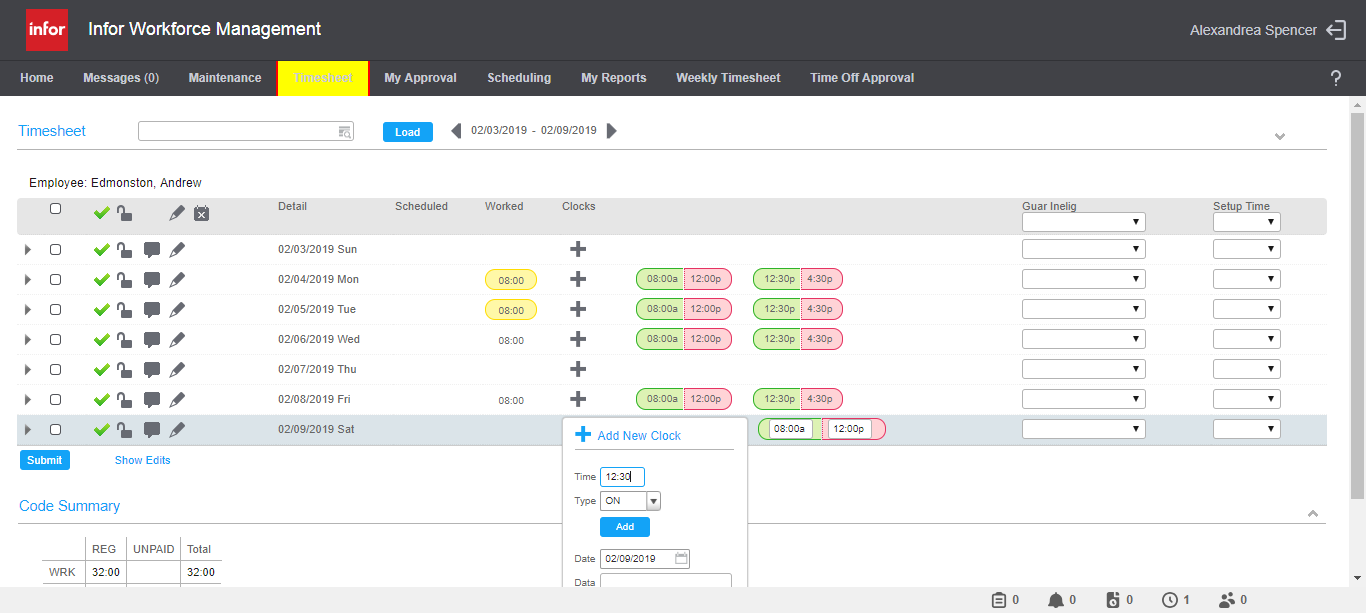 infor Infor Workforce Management Alexandrea Spencer
Home Messages (0) Maintenance Timesheet My Approval Scheduling My Reports Weekly Timesheet Time Off Approval ?
Timesheet Load 02/03/2019 - 02/09/2019
Employee: Edmonston, Andrew
Detail Scheduled Worked Clocks Guar Inelig Setup Time
02/03/2019 Sun
02/04/2019 Mon 08:00 08:00a 12:00p 12:30p 4:30p
02/05/2019 Tue 08:00 08:00a 12:00p 12:30p 4:30p
02/06/2019 Wed 08:00 08:00a 12:00p 12:30p 4:30p
02/07/2019 Thu
02/08/2019 Fri 08:00 08:00a 12:00p 12:30p 4:30p
02/09/2019 Sat 08:00a 12:00p
Add New Clock
Time 12:30
Type ON
Add
Date 02/09/2019
Data
Submit Show Edits
Code Summary
REG UNPAID Total
WRK 32:00 32:00
0 0 0 1 0